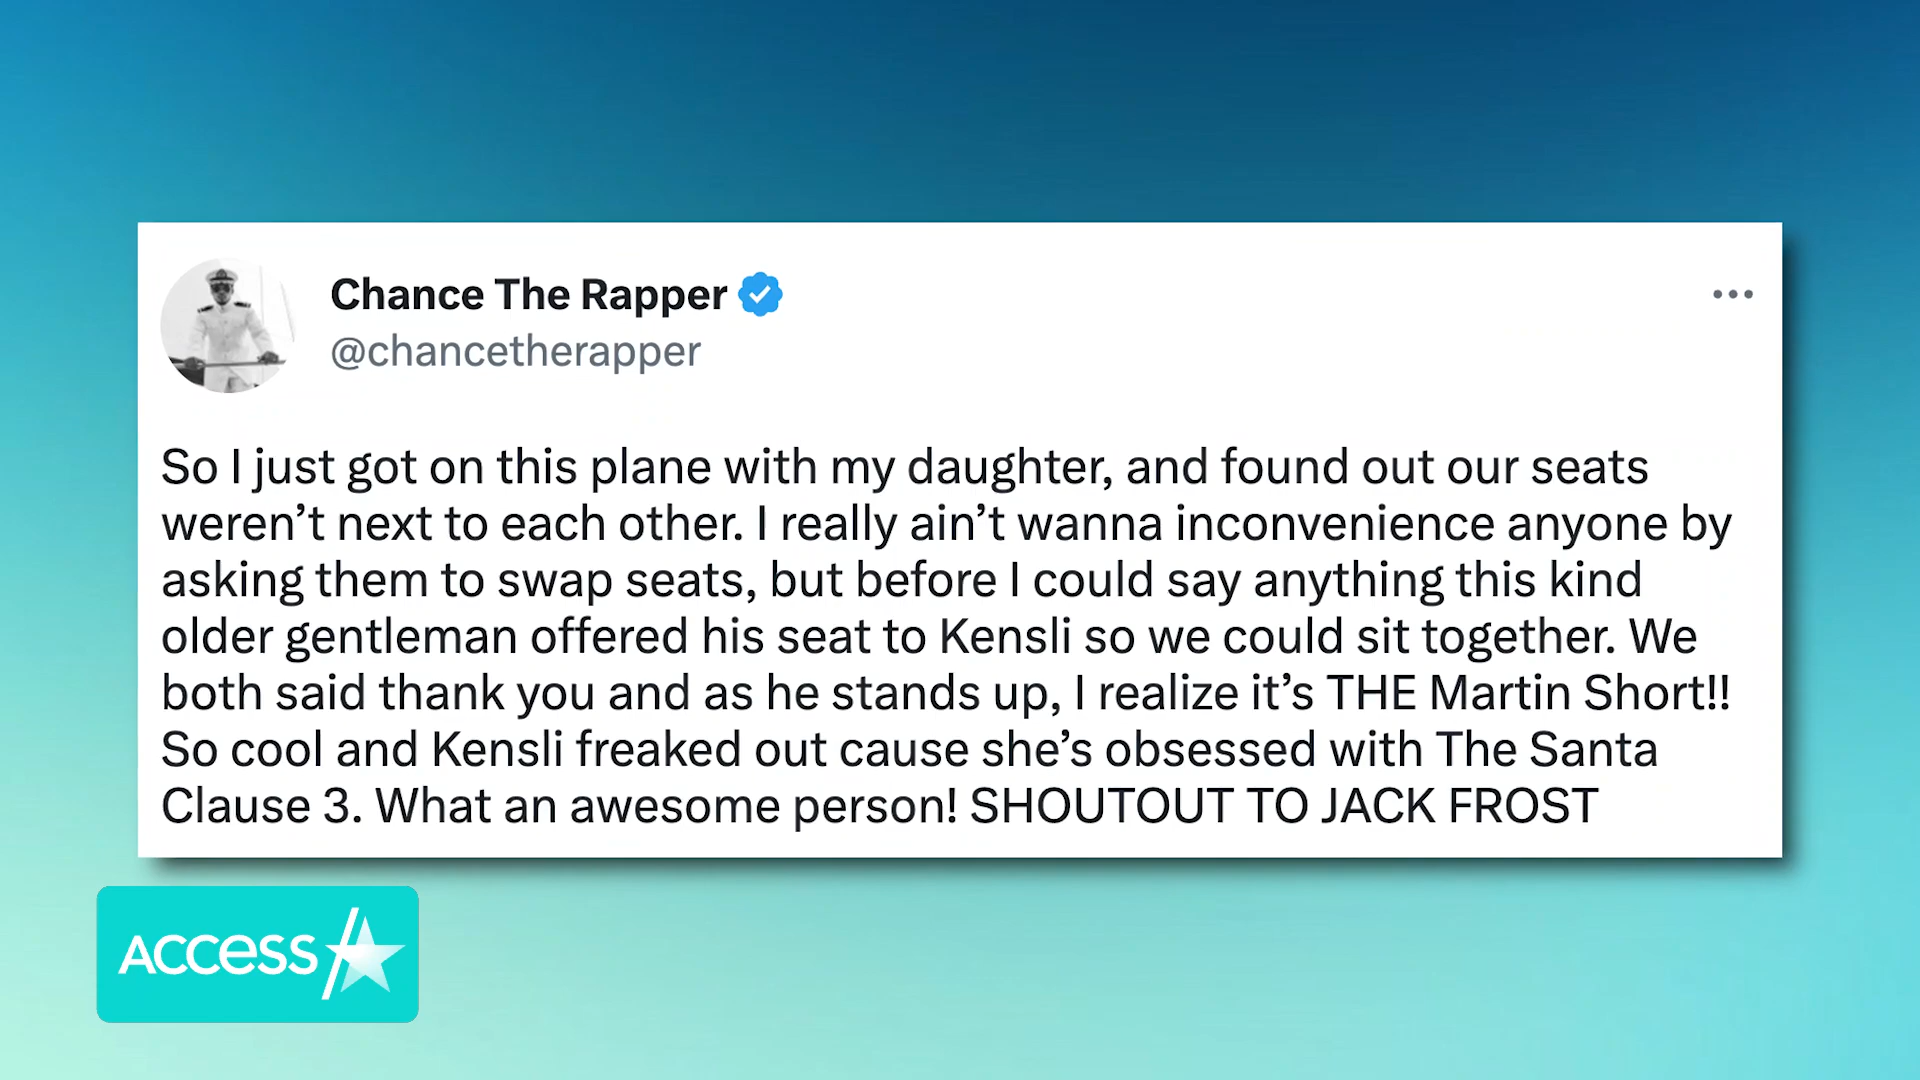 Chance The Rapper
@chancetherapper
So I just got on this plane with my daughter, and found out our seats
weren’t next to each other. I really ain’t wanna inconvenience anyone by
asking them to swap seats, but before I could say anything this kind
older gentleman offered his seat to Kensli so we could sit together. We
both said thank you and as he stands up, I realize it’s THE Martin Short!!
So cool and Kensli freaked out cause she’s obsessed with The Santa
Clause 3. What an awesome person! SHOUTOUT TO JACK FROST
ACCESS